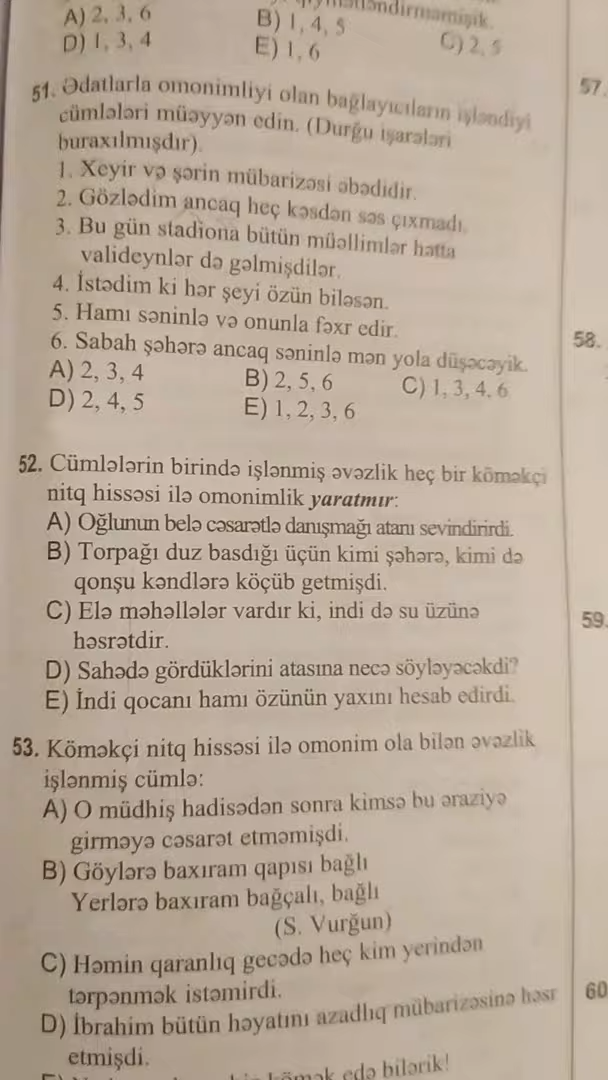 A) 2, 3, 6
B) 1, 4, 5
C) 2, 5
D) 1, 3, 4
E) 1, 6
51. Ədatlarla omonimliyi olan bağlayıcıların işləndiyi
cümlələri müəyyən edin. (Durğu işarələri
buraxılmışdır).
1. Xeyir və şərin mübarizəsi əbədidir.
2. Gözlədim ancaq heç kəsdən səs çıxmadı.
3. Bu gün stadiona bütün müəllimlər hətta
valideynlər də gəlmişdilər.
4. İstədim ki hər şeyi özün biləsən.
5. Hamı səninlə və onunla fəxr edir.
6. Sabah şəhərə ancaq səninlə mən yola düşəcəyik.
A) 2, 3, 4
B) 2, 5, 6
C) 1, 3, 4, 6
D) 2, 4, 5
E) 1, 2, 3, 6
52. Cümlələrin birində işlənmiş əvəzlik heç bir köməkçi
nitq hissəsi ilə omonimlik yaratmır:
A) Oğlunun belə cəsarətlə danışmağı atanı sevindirirdi.
B) Torpağı duz basdığı üçün kimi şəhərə, kimi də
qonşu kəndlərə köçüb getmişdi.
C) Elə məhəllələr vardır ki, indi də su üzünə
həsrətdir.
D) Sahədə gördüklərini atasına necə söyləyəcəkdi?
E) İndi qocanı hamı özünün yaxını hesab edirdi.
53. Köməkçi nitq hissəsi ilə omonim ola bilən əvəzlik
işlənmiş cümlə:
A) O müdhiş hadisədən sonra kimsə bu əraziyə
girməyə cəsarət etməmişdi.
B) Göylərə baxıram qapısı bağlı
Yerlərə baxıram bağçalı, bağlı
(S. Vurğun)
C) Həmin qaranlıq gecədə heç kim yerindən
tərpənmək istəmirdi.
D) İbrahim bütün həyatını azadlıq mübarizəsinə həsr
etmişdi.
kömək edə bilərik!
57.
58.
59.
60